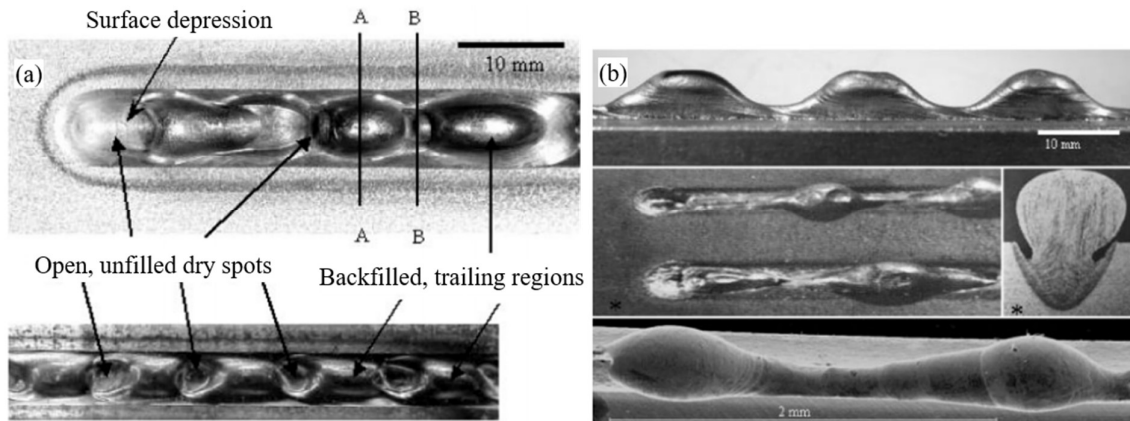 Surface depression
(a)
A
B
10 mm
A
B
Open, unfilled dry spots
Backfilled, trailing regions
(b)
10 mm
*
*
2 mm